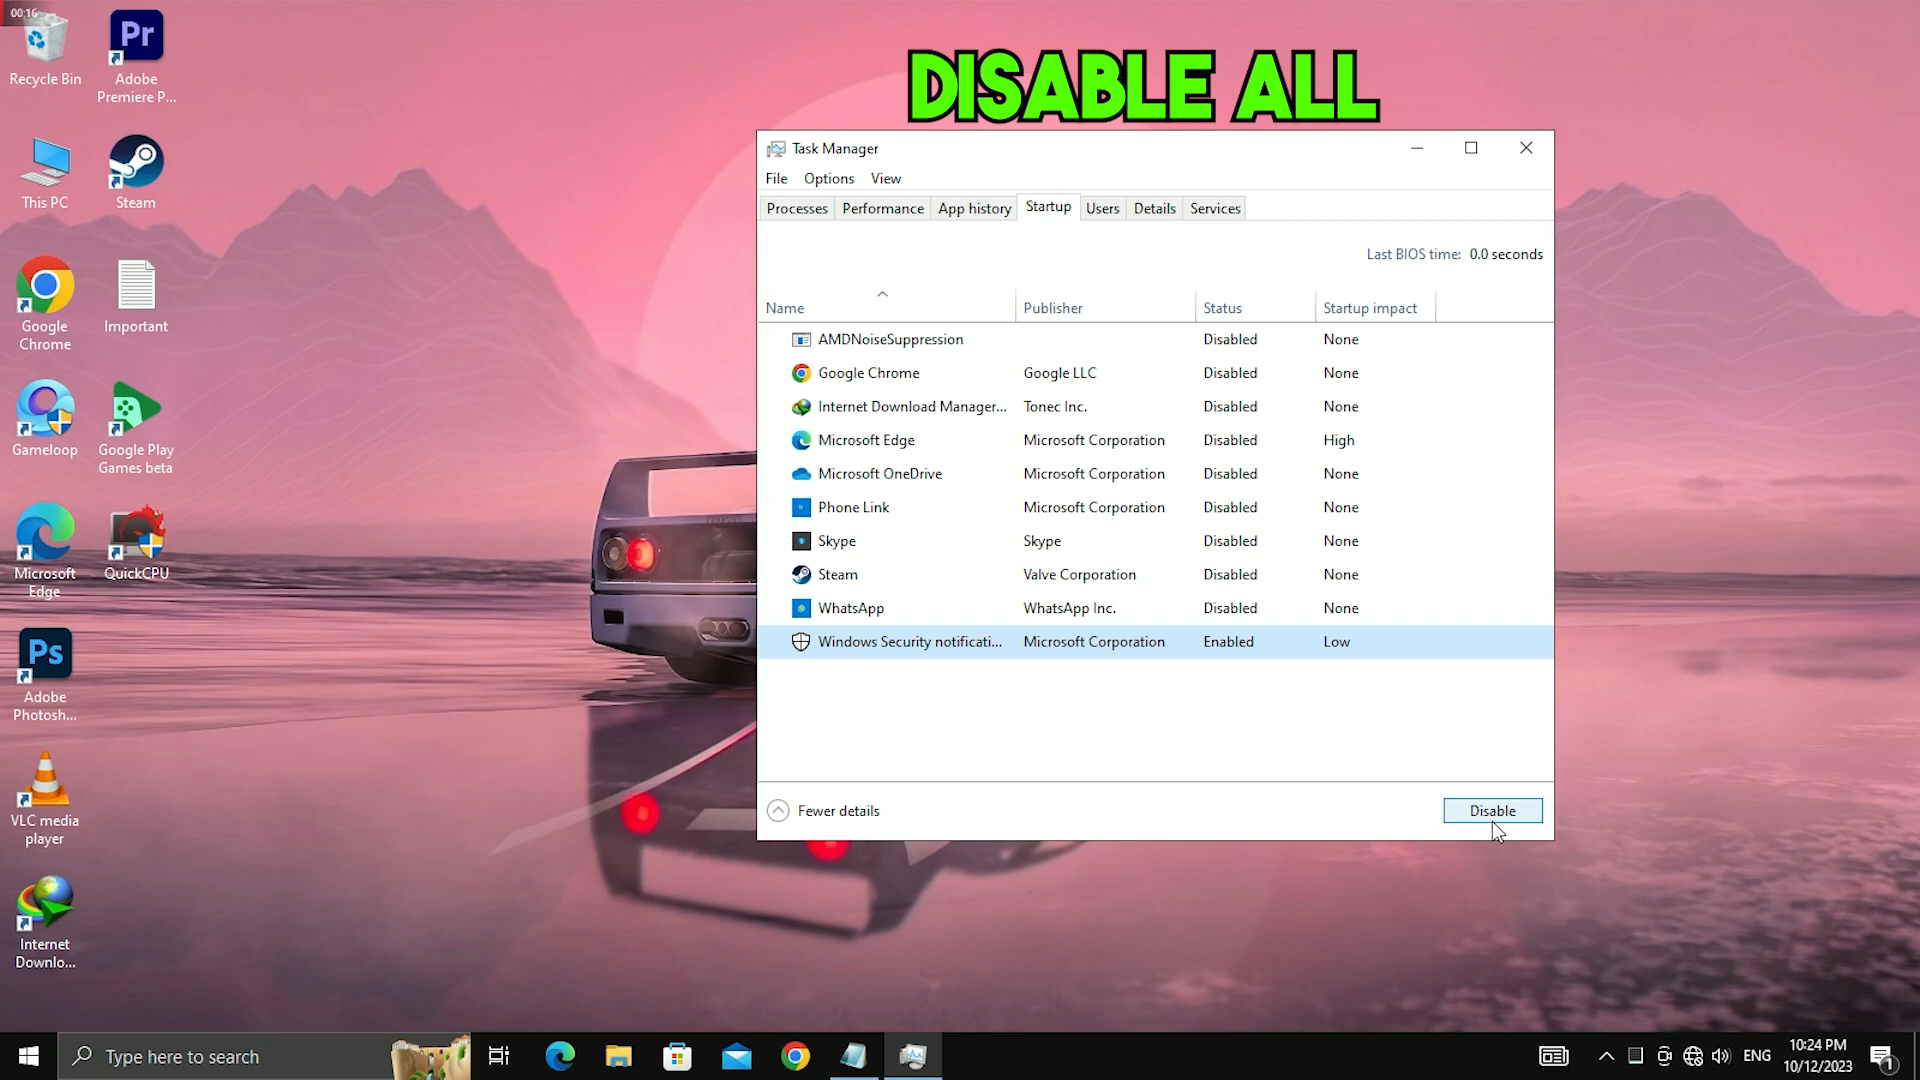 00:16
Recycle Bin
Adobe
Premiere P...
This PC
Steam
Google
Chrome
Important
Gameloop
Google Play
Games beta
Microsoft
Edge
QuickCPU
Adobe
Photosh...
VLC media
player
Internet
Downlo...
Pr
Ps
DISABLE ALL
Task Manager
File Options View
Processes Performance App history Startup Users Details Services
Last BIOS time: 0.0 seconds
Name Publisher Status Startup impact
AMDNoiseSuppression Disabled None
Google Chrome Google LLC Disabled None
Internet Download Manager... Tonec Inc. Disabled None
Microsoft Edge Microsoft Corporation Disabled High
Microsoft OneDrive Microsoft Corporation Disabled None
Phone Link Microsoft Corporation Disabled None
Skype Skype Disabled None
Steam Valve Corporation Disabled None
WhatsApp WhatsApp Inc. Disabled None
Windows Security notificati... Microsoft Corporation Enabled Low
Fewer details Disable
Type here to search
ENG
10:24 PM
10/12/2023
1